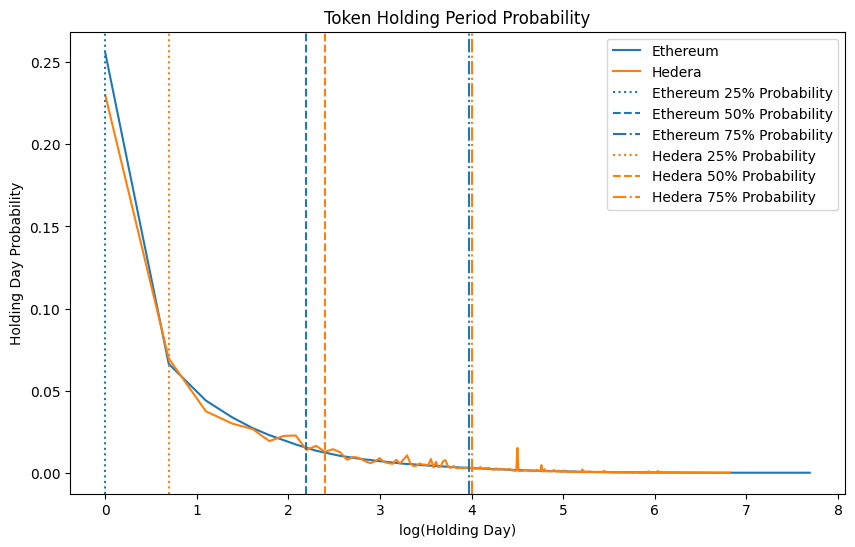 Token Holding Period Probability
Ethereum
Hedera
Ethereum 25% Probability
Ethereum 50% Probability
Ethereum 75% Probability
Hedera 25% Probability
Hedera 50% Probability
Hedera 75% Probability
Holding Day Probability
0.25
0.20
0.15
0.10
0.05
0.00
0 1 2 3 4 5 6 7 8
log(Holding Day)